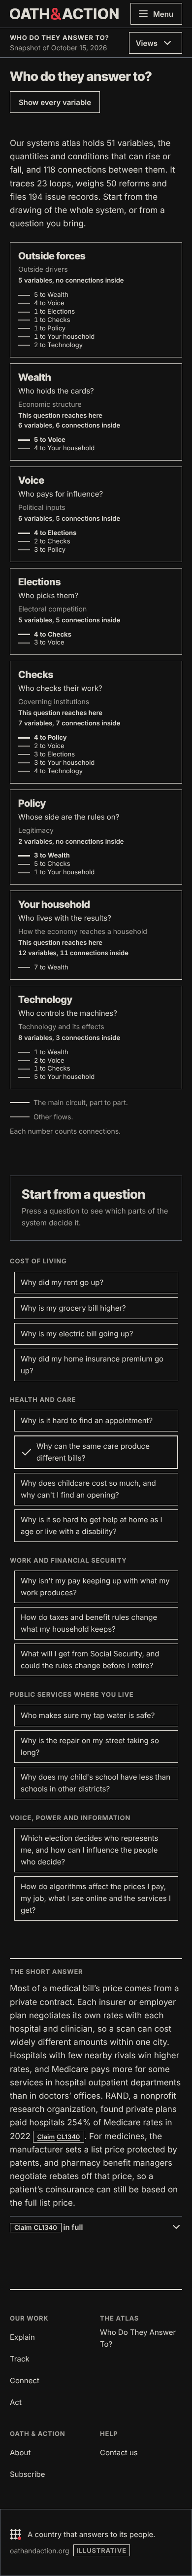 OATH&ACTION
Menu
WHO DO THEY ANSWER TO?
Snapshot of October 15, 2026
Views
Who do they answer to?
Show every variable
Our systems atlas holds 51 variables, the
quantities and conditions that can rise or
fall, and 118 connections between them. It
traces 23 loops, weighs 50 reforms and
files 194 issue records. Start from the
drawing of the whole system, or from a
question you bring.
Outside forces
Outside drivers
5 variables, no connections inside
5 to Wealth
4 to Voice
1 to Elections
1 to Checks
1 to Policy
1 to Your household
2 to Technology
Wealth
Who holds the cards?
Economic structure
This question reaches here
6 variables, 6 connections inside
5 to Voice
4 to Your household
Voice
Who pays for influence?
Political inputs
6 variables, 5 connections inside
4 to Elections
2 to Checks
3 to Policy
Elections
Who picks them?
Electoral competition
5 variables, 5 connections inside
4 to Checks
3 to Voice
Checks
Who checks their work?
Governing institutions
This question reaches here
7 variables, 7 connections inside
4 to Policy
2 to Voice
3 to Elections
3 to Your household
4 to Technology
Policy
Whose side are the rules on?
Legitimacy
2 variables, no connections inside
3 to Wealth
5 to Checks
1 to Your household
Your household
Who lives with the results?
How the economy reaches a household
This question reaches here
12 variables, 11 connections inside
7 to Wealth
Technology
Who controls the machines?
Technology and its effects
8 variables, 3 connections inside
1 to Wealth
2 to Voice
1 to Checks
5 to Your household
The main circuit, part to part.
Other flows.
Each number counts connections.
Start from a question
Press a question to see which parts of the
system decide it.
COST OF LIVING
Why did my rent go up?
Why is my grocery bill higher?
Why is my electric bill going up?
Why did my home insurance premium go
up?
HEALTH AND CARE
Why is it hard to find an appointment?
Why can the same care produce
different bills?
Why does childcare cost so much, and
why can't I find an opening?
Why is it so hard to get help at home as I
age or live with a disability?
WORK AND FINANCIAL SECURITY
Why isn't my pay keeping up with what my
work produces?
How do taxes and benefit rules change
what my household keeps?
What will I get from Social Security, and
could the rules change before I retire?
PUBLIC SERVICES WHERE YOU LIVE
Who makes sure my tap water is safe?
Why is the repair on my street taking so
long?
Why does my child's school have less than
schools in other districts?
VOICE, POWER AND INFORMATION
Which election decides who represents
me, and how can I influence the people
who decide?
How do algorithms affect the prices I pay,
my job, what I see online and the services I
get?
THE SHORT ANSWER
Most of a medical bill's price comes from a
private contract. Each insurer or employer
plan negotiates its own rates with each
hospital and clinician, so a scan can cost
widely different amounts within one city.
Hospitals with few nearby rivals win higher
rates, and Medicare pays more for some
services in hospital outpatient departments
than in doctors' offices. RAND, a nonprofit
research organization, found private plans
paid hospitals 254% of Medicare rates in
2022 Claim CL1340. For medicines, the
manufacturer sets a list price protected by
patents, and pharmacy benefit managers
negotiate rebates off that price, so a
patient's coinsurance can still be based on
the full list price.
Claim CL1340 in full
OUR WORK
Explain
Track
Connect
Act
THE ATLAS
Who Do They Answer
To?
OATH & ACTION
About
Subscribe
HELP
Contact us
A country that answers to its people.
oathandaction.org ILLUSTRATIVE